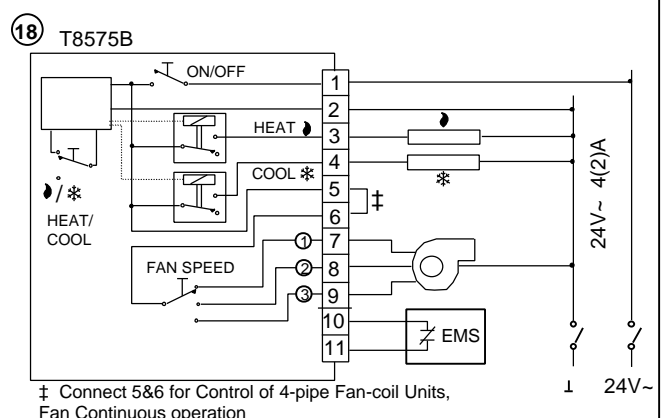 18 T8575B
ON/OFF
1
2
HEAT 3
COOL 4
5
‡
6
/
HEAT/
COOL
FAN SPEED
1 7
2 8
3 9
10
11
EMS
24V~ 4(2)A
⊥ 24V~
‡ Connect 5&6 for Control of 4-pipe Fan-coil Units,
Fan Continuous operation